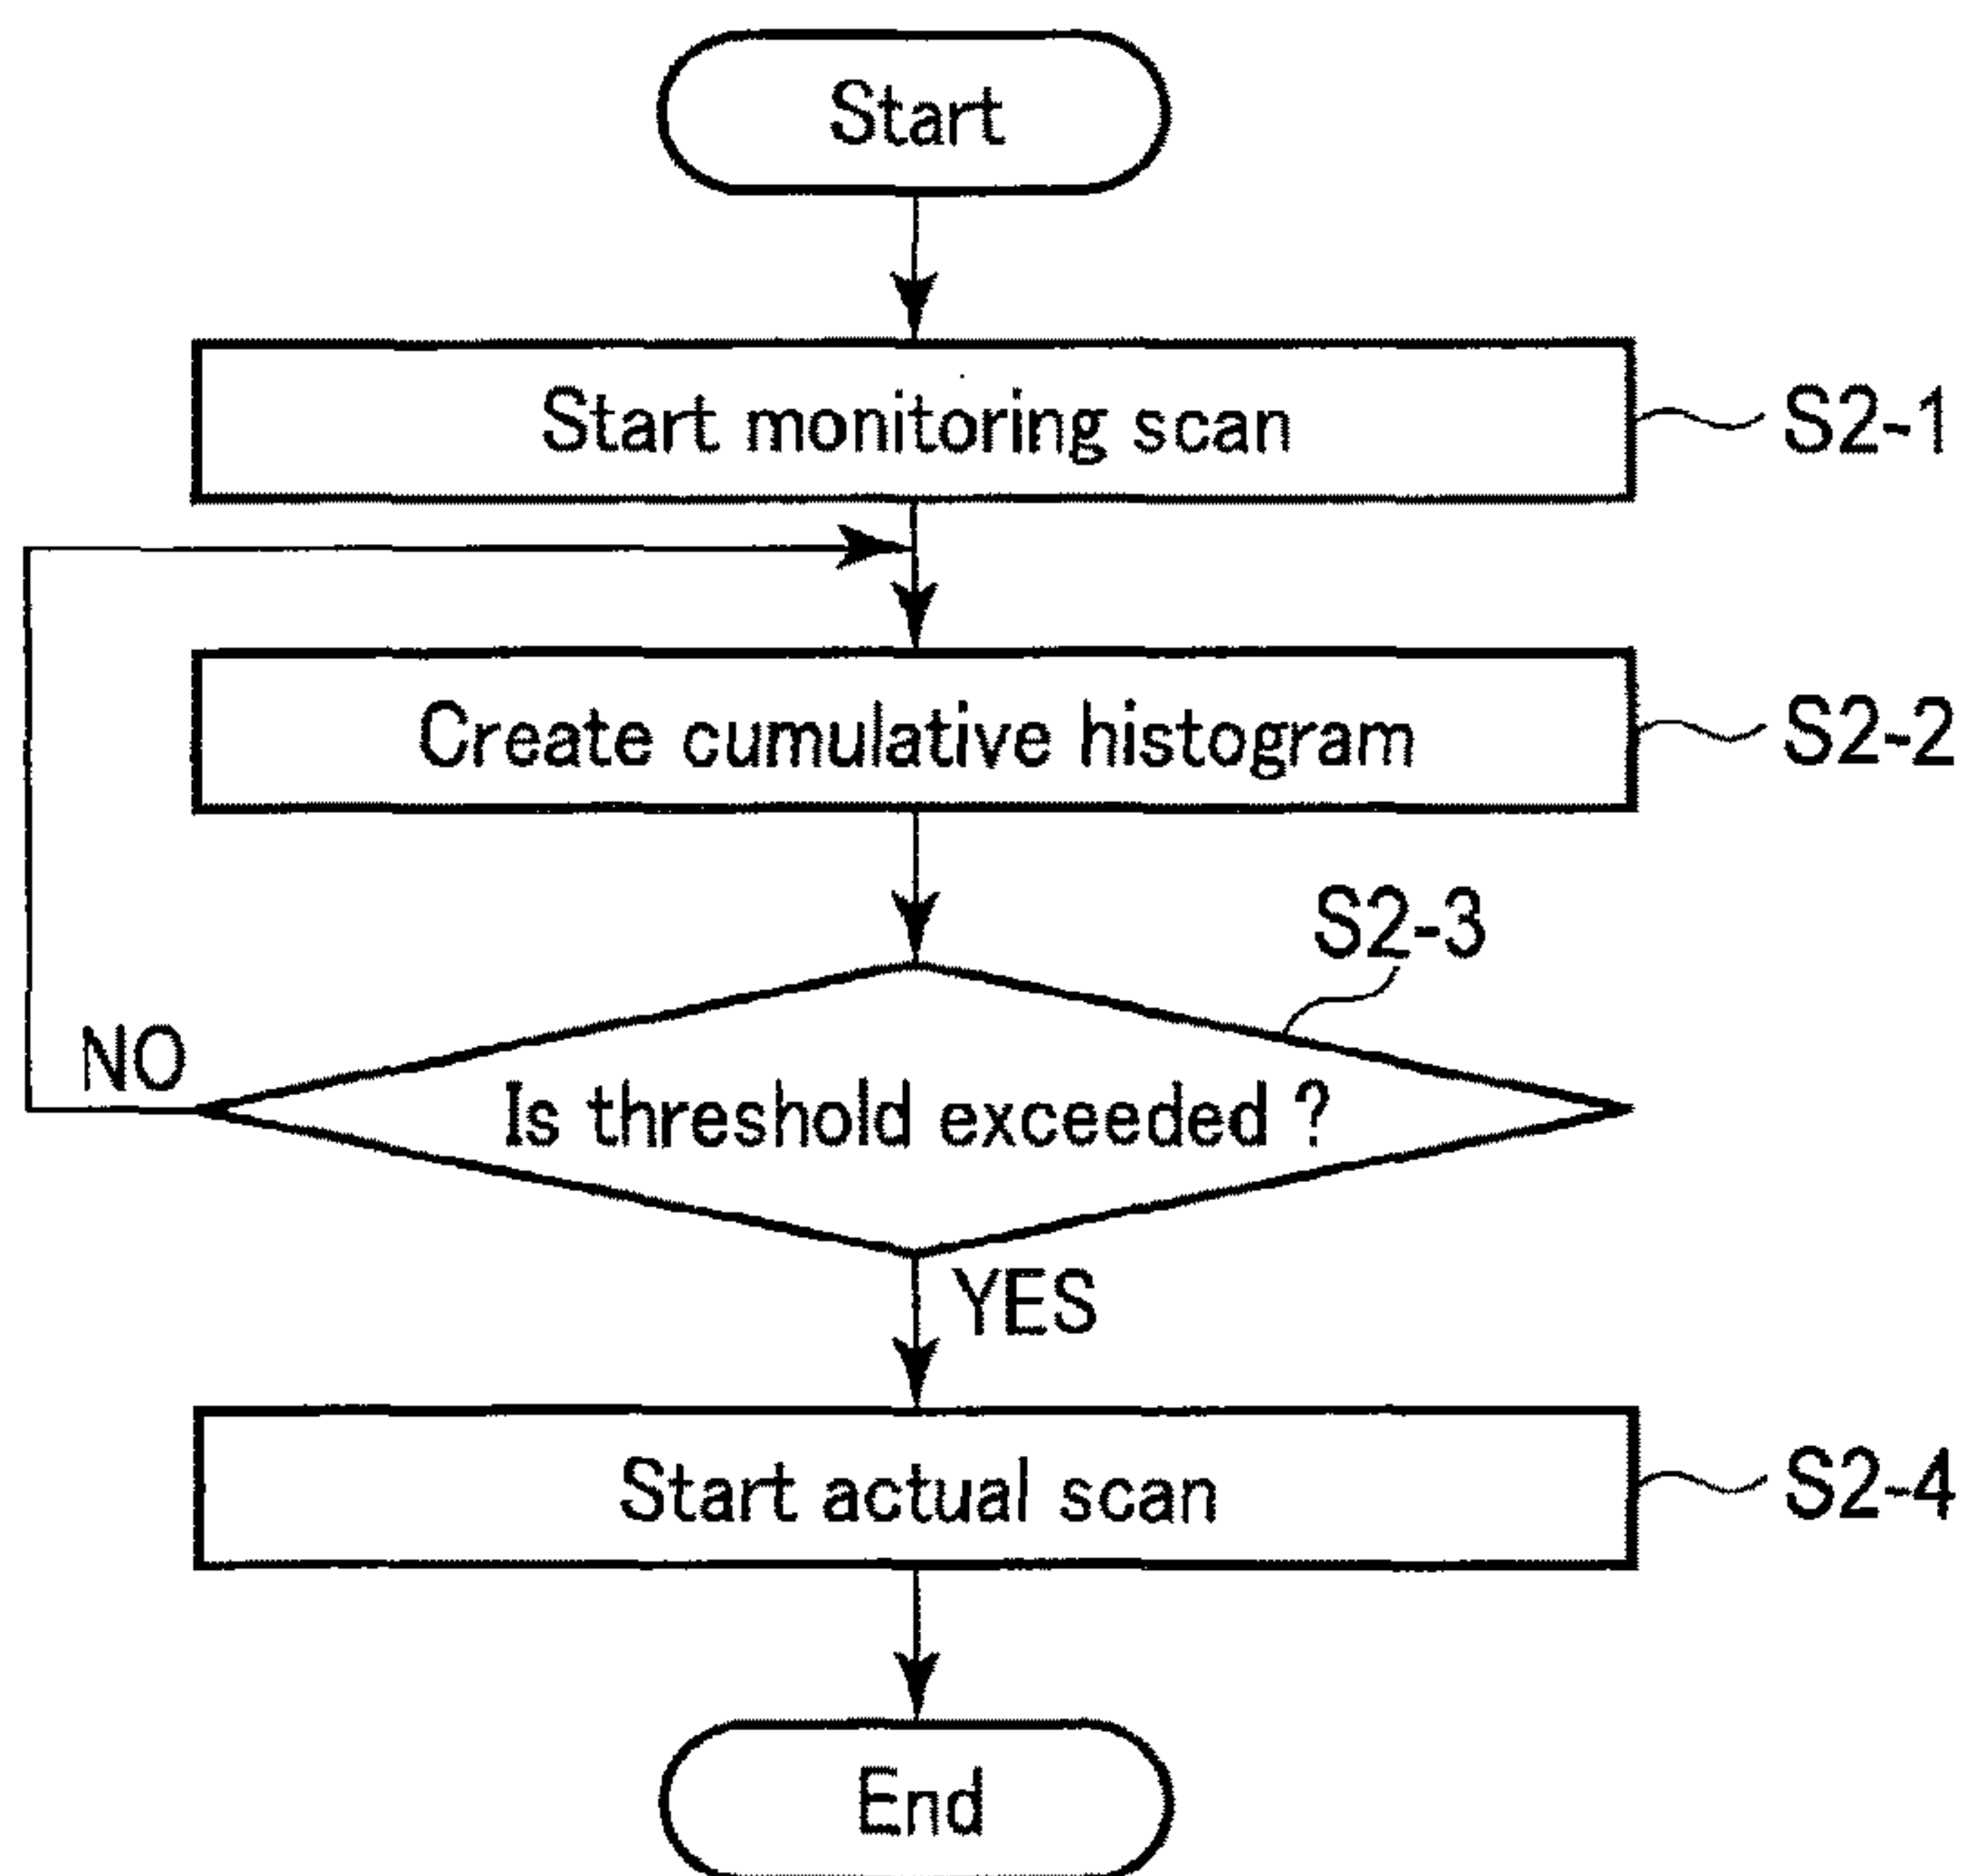 Start
Start monitoring scan
S2-1
Create cumulative histogram
S2-2
S2-3
NO
Is threshold exceeded ?
YES
Start actual scan
S2-4
End